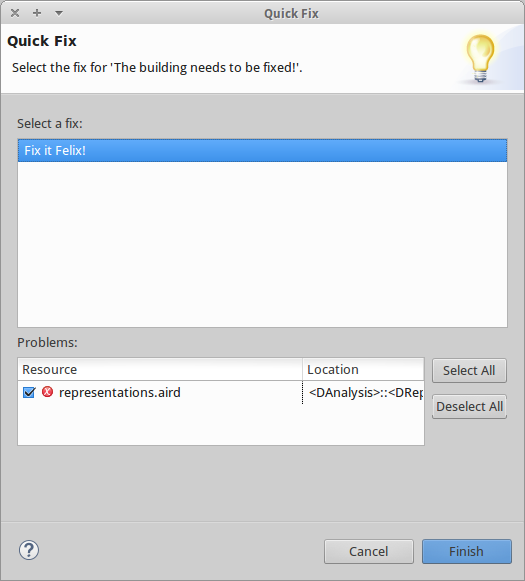 Quick Fix
Quick Fix
Select the fix for 'The building needs to be fixed!'.
Select a fix:
Fix it Felix!
Problems:
Resource Location
representations.aird <DAnalysis>::<DRep
Select All
Deselect All
Cancel
Finish